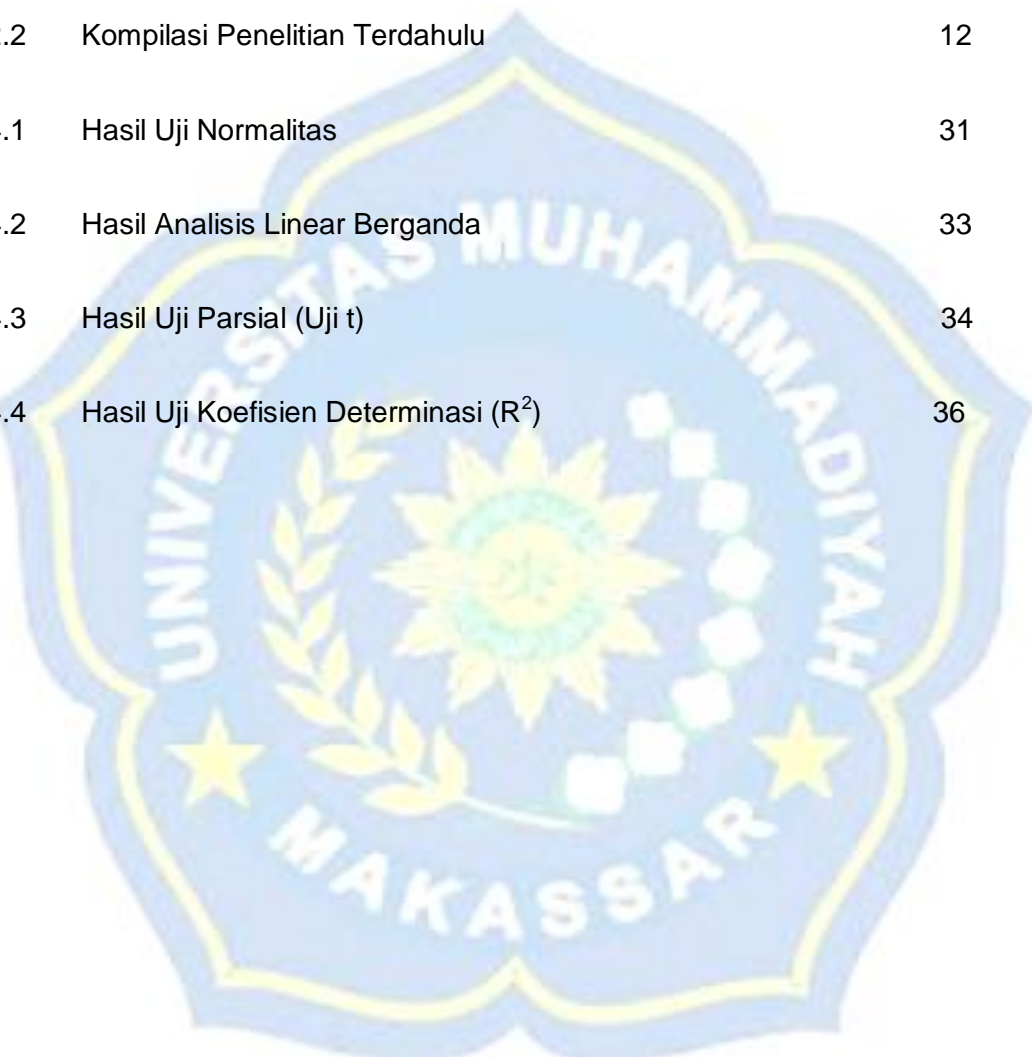 .2 Kompilasi Penelitian Terdahulu 12
.1 Hasil Uji Normalitas 31
.2 Hasil Analisis Linear Berganda 33
.3 Hasil Uji Parsial (Uji t) 34
.4 Hasil Uji Koefisien Determinasi (R²) 36
UNIVERSITAS MUHAMMADIYAH
MAKASSAR